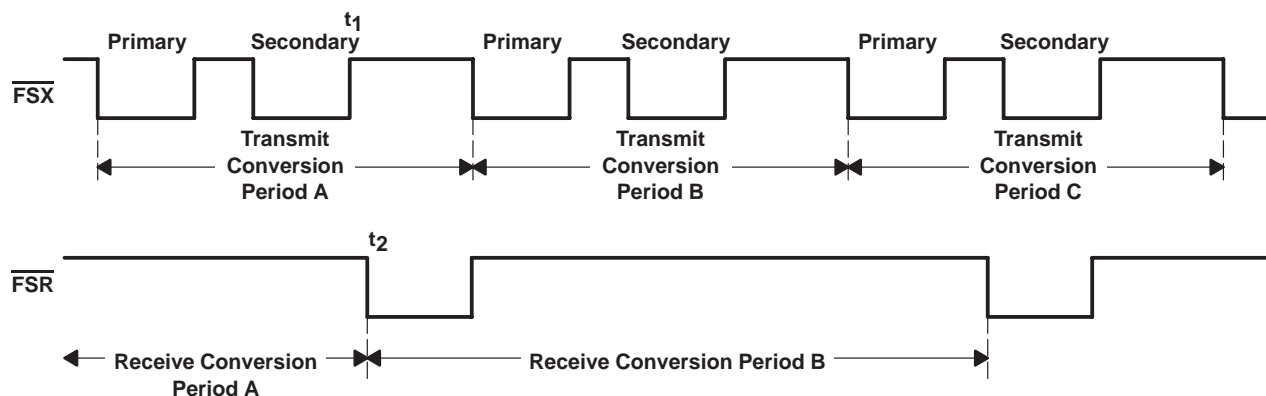 t1
Primary Secondary Primary Secondary Primary Secondary
FSX
Transmit Conversion Period A
Transmit Conversion Period B
Transmit Conversion Period C
t2
FSR
Receive Conversion Period A
Receive Conversion Period B